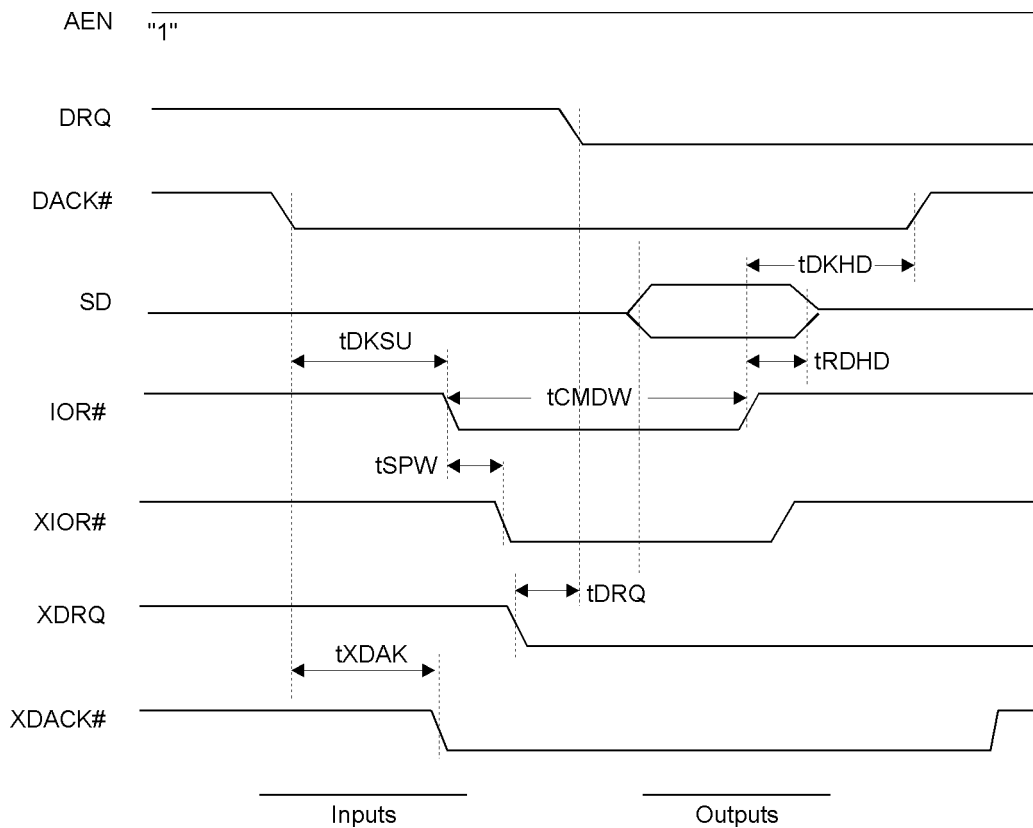 AEN
"1"
DRQ
DACK#
tDKHD
SD
tDKSU
tRDHD
IOR#
tCMDW
tSPW
XIOR#
tDRQ
XDRQ
tXDAK
XDACK#
Inputs
Outputs